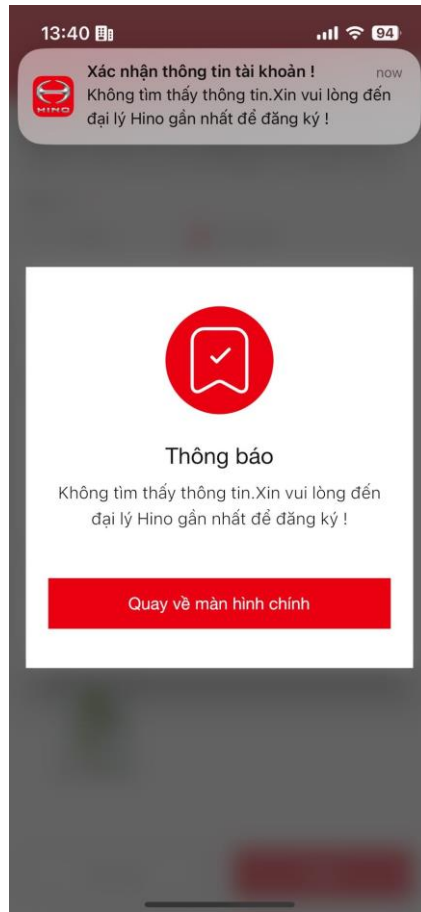 13:40
94
Xác nhận thông tin tài khoản ! now
HINO
Không tìm thấy thông tin.Xin vui lòng đến
đại lý Hino gần nhất để đăng ký !
Thông báo
Không tìm thấy thông tin.Xin vui lòng đến
đại lý Hino gần nhất để đăng ký !
Quay về màn hình chính